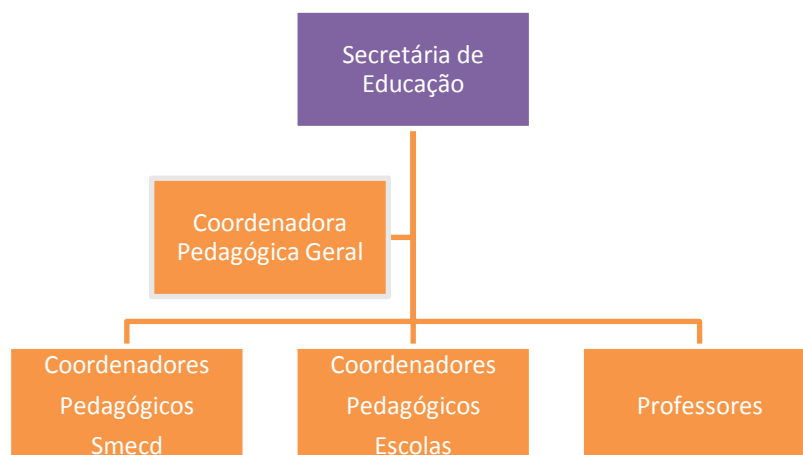 Secretária de
Educação
Coordenadora
Pedagógica Geral
Coordenadores
Pedagógicos
Smecd
Coordenadores
Pedagógicos
Escolas
Professores